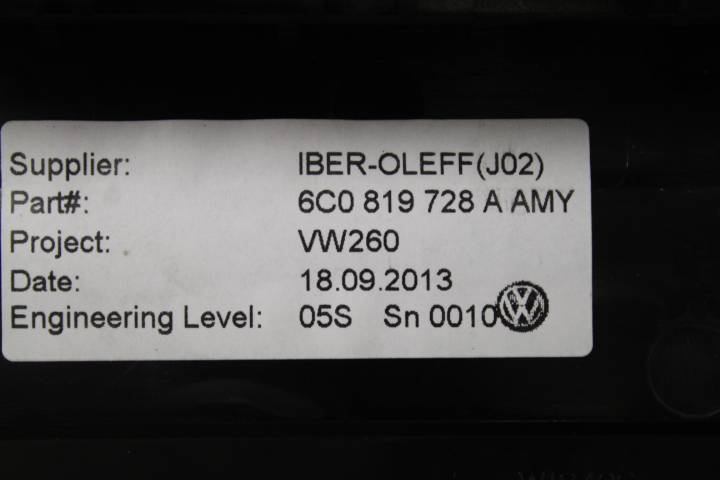 Supplier: IBER-OLEFF(J02)
Part#: 6C0 819 728 A AMY
Project: VW260
Date: 18.09.2013
Engineering Level: 05S Sn 0010